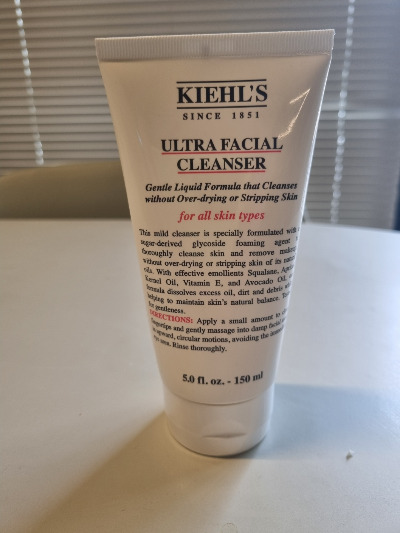 KIEHL'S
SINCE 1851
ULTRA FACIAL
CLEANSER
Gentle Liquid Formula that Cleanses
without Over-drying or Stripping Skin
for all skin types
This mild cleanser is specially formulated with
sugar-derived glycoside foaming agent
thoroughly cleanse skin and remove
without over-drying or stripping skin of its
oils. With effective emollients Squalane,
Kernel Oil, Vitamin E, and Avocado Oil,
formula dissolves excess oil, dirt and debris
helping to maintain skin's natural balance.
for gentleness.
DIRECTIONS: Apply a small amount to
fingertips and gently massage into damp
in upward, circular motions, avoiding the
eye area. Rinse thoroughly.
5.0 fl. oz. - 150 ml